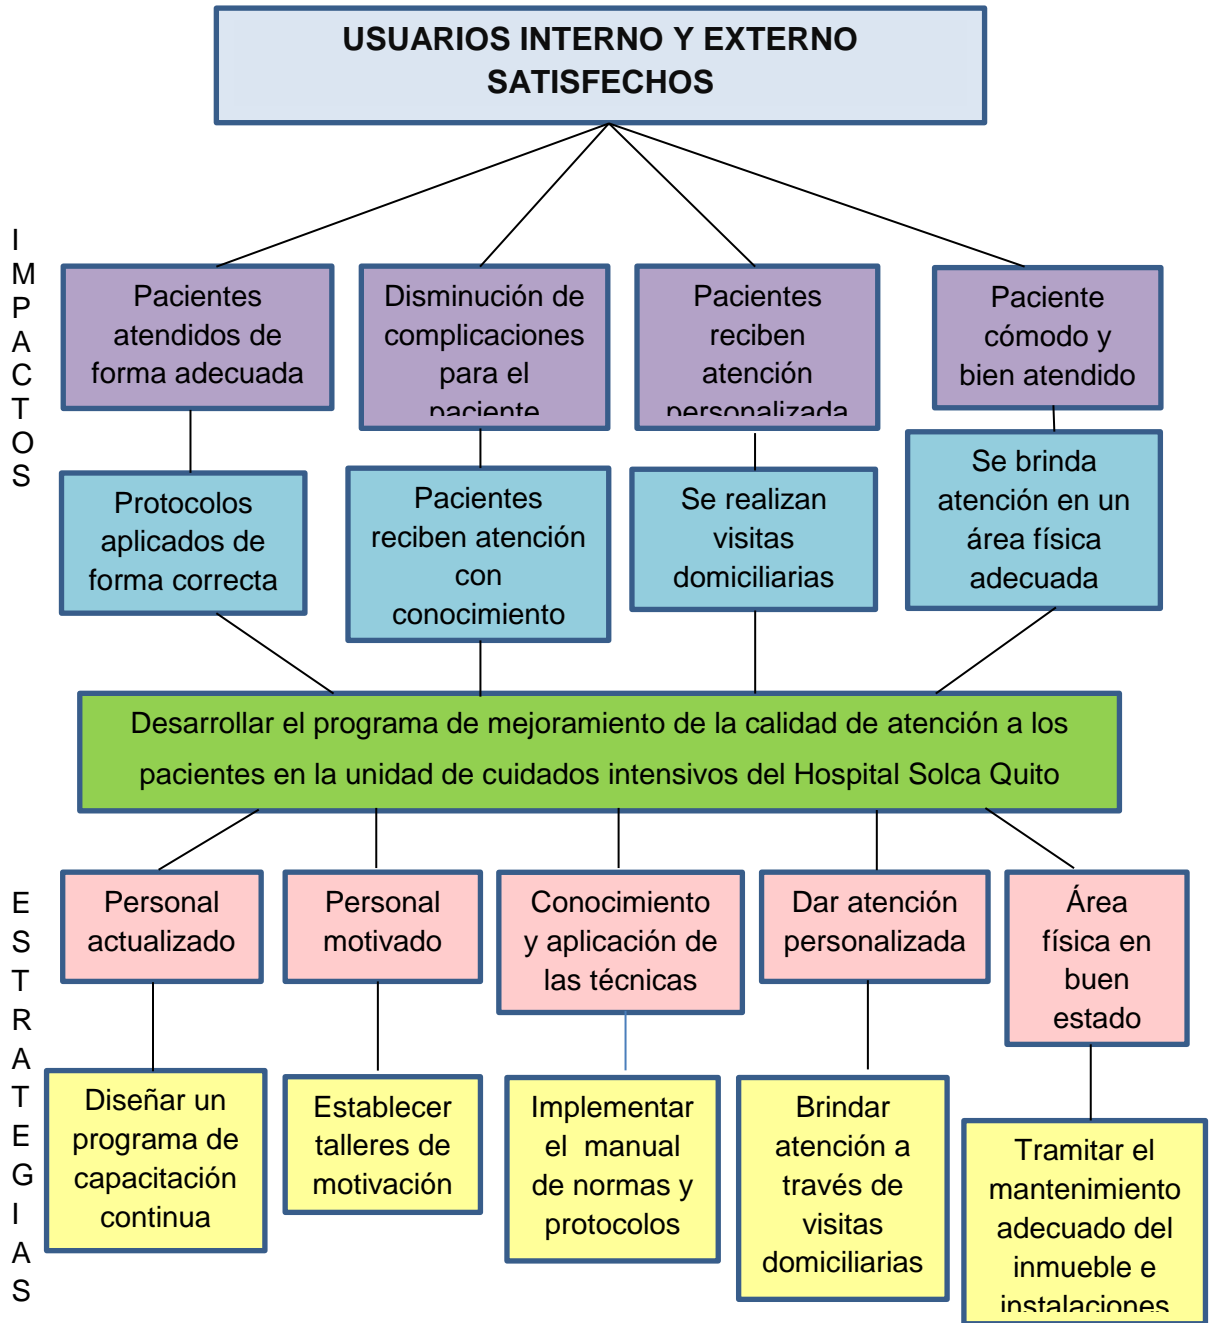 USUARIOS INTERNO Y EXTERNO
SATISFECHOS
IMPACTOS
Pacientes
atendidos de
forma adecuada
Disminución de
complicaciones
para el
paciente
Pacientes
reciben
atención
personalizada
Paciente
cómodo y
bien atendido
Protocolos
aplicados de
forma correcta
Pacientes
reciben atención
con
conocimiento
Se realizan
visitas
domiciliarias
Se brinda
atención en un
área física
adecuada
Desarrollar el programa de mejoramiento de la calidad de atención a los
pacientes en la unidad de cuidados intensivos del Hospital Solca Quito
ESTRATEGIAS
Personal
actualizado
Personal
motivado
Conocimiento
y aplicación de
las técnicas
Dar atención
personalizada
Área
física en
buen
estado
Diseñar un
programa de
capacitación
continua
Establecer
talleres de
motivación
Implementar
el manual
de normas y
protocolos
Brindar
atención a
través de
visitas
domiciliarias
Tramitar el
mantenimiento
adecuado del
inmueble e
instalaciones